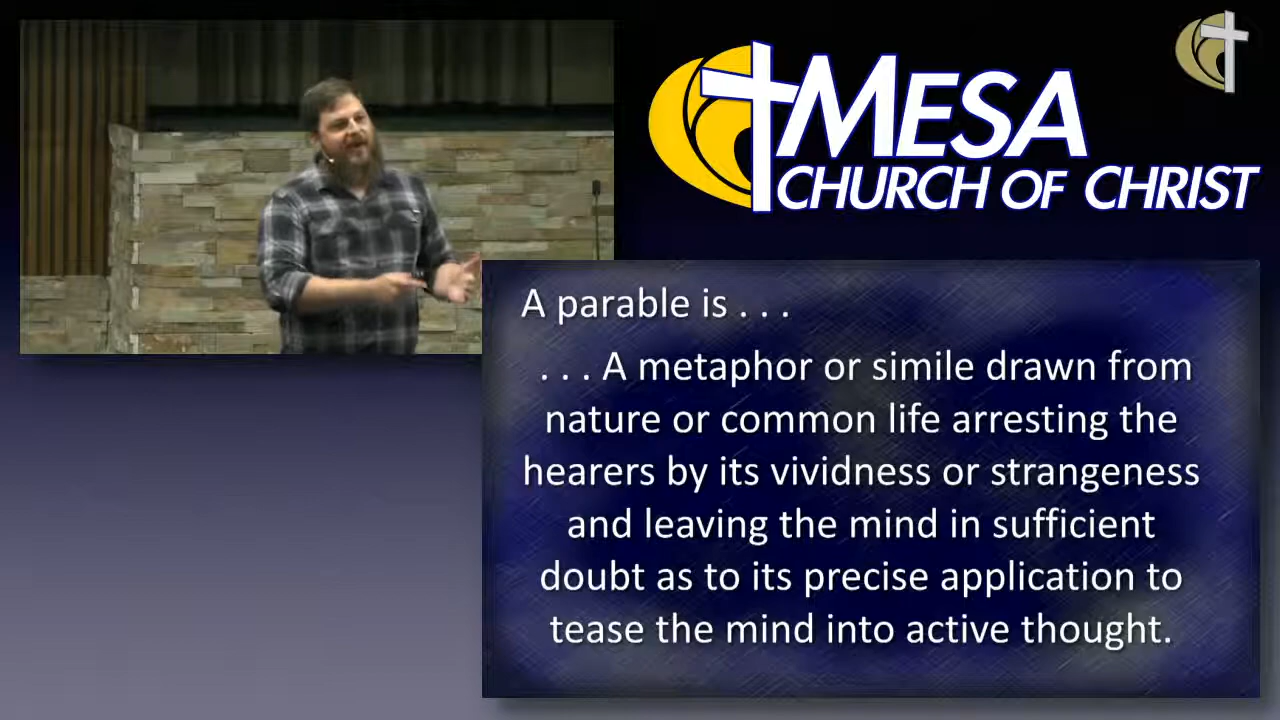 MESA
CHURCH OF CHRIST
A parable is . . .
. . . A metaphor or simile drawn from
nature or common life arresting the
hearers by its vividness or strangeness
and leaving the mind in sufficient
doubt as to its precise application to
tease the mind into active thought.